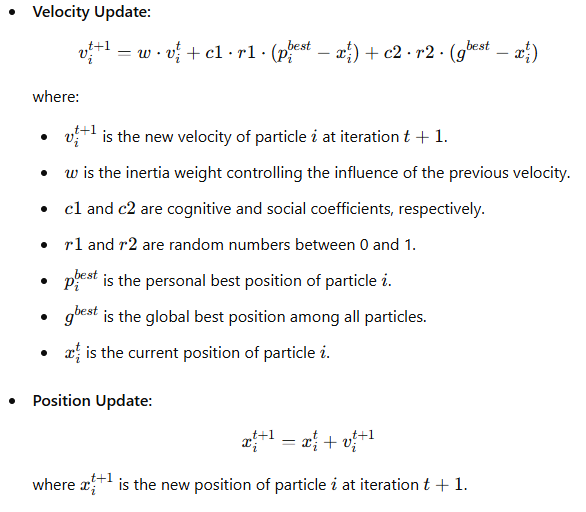 • Velocity Update:
v_i^{t+1} = w · v_i^t + c1 · r1 · (p_i^{best} − x_i^t) + c2 · r2 · (g^{best} − x_i^t)
where:
• v_i^{t+1} is the new velocity of particle i at iteration t + 1.
• w is the inertia weight controlling the influence of the previous velocity.
• c1 and c2 are cognitive and social coefficients, respectively.
• r1 and r2 are random numbers between 0 and 1.
• p_i^{best} is the personal best position of particle i.
• g^{best} is the global best position among all particles.
• x_i^t is the current position of particle i.
• Position Update:
x_i^{t+1} = x_i^t + v_i^{t+1}
where x_i^{t+1} is the new position of particle i at iteration t + 1.